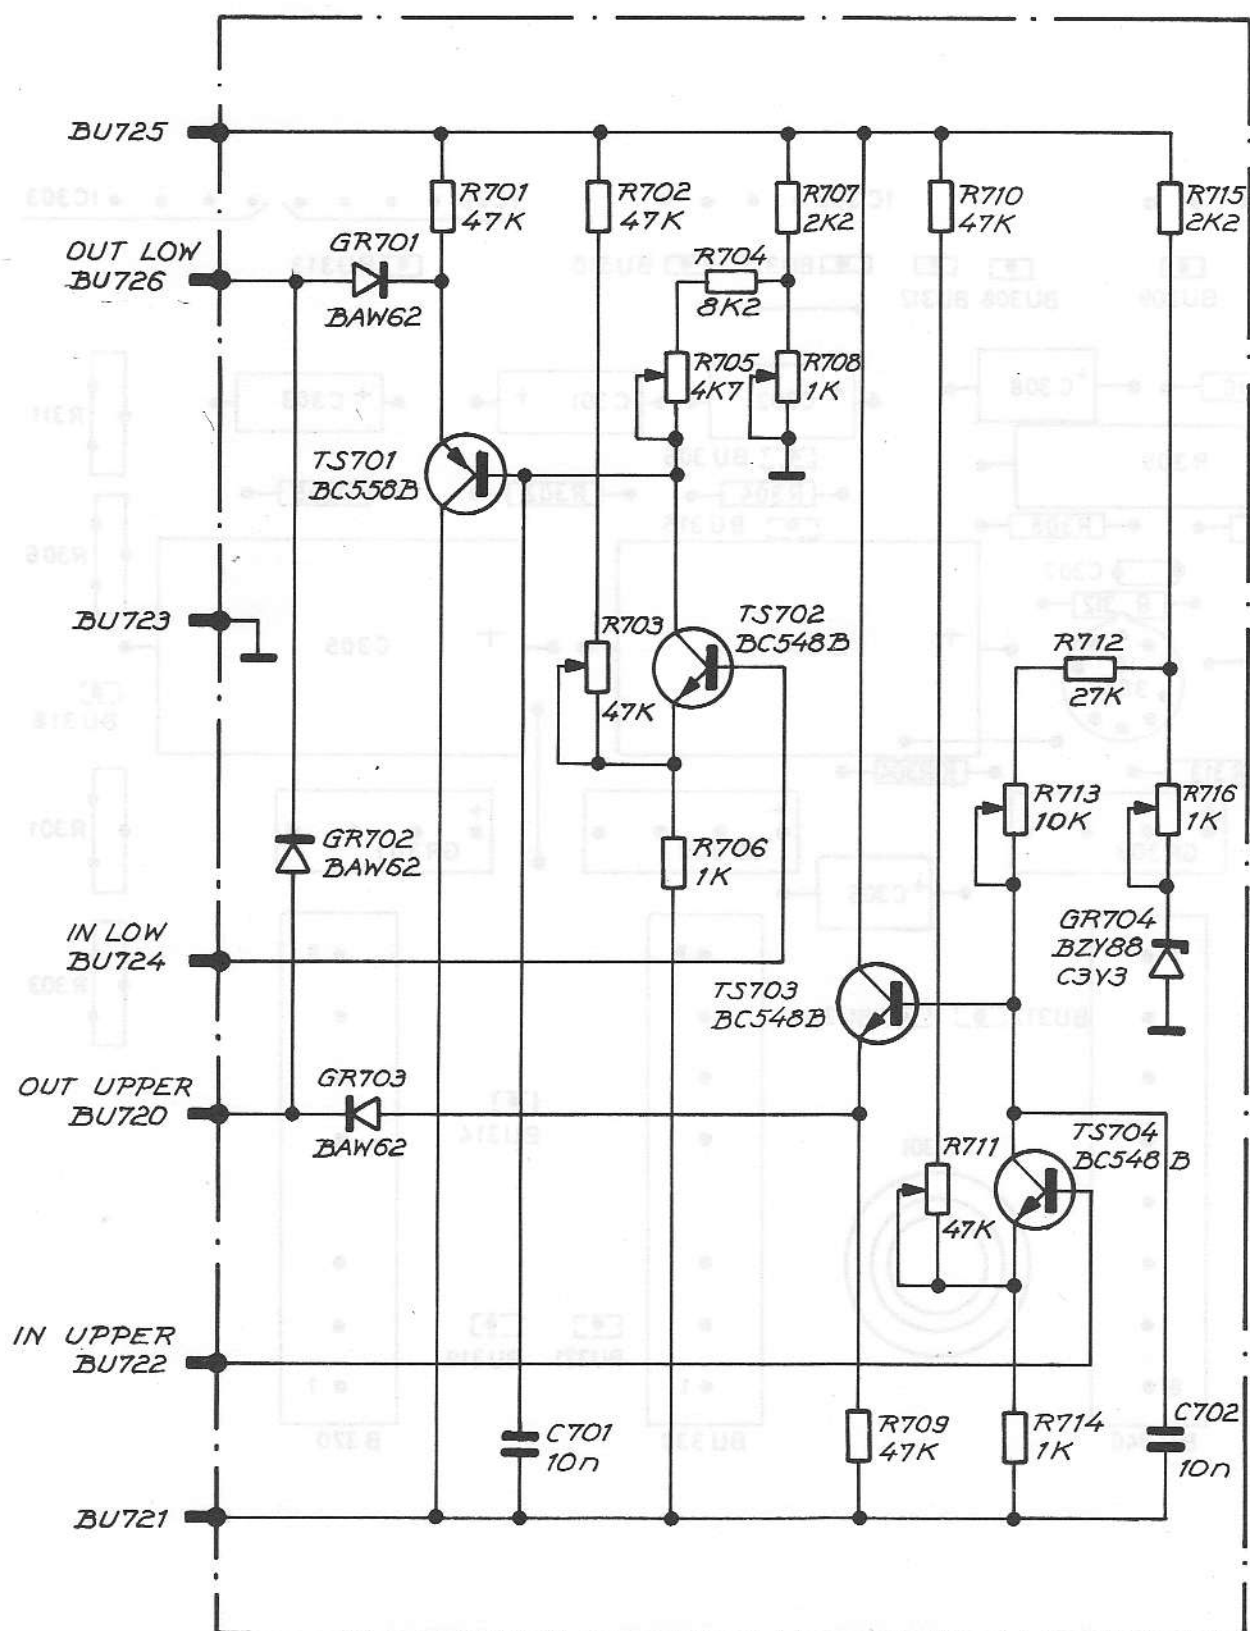 BU725
R701
47K
R702
47K
R707
2K2
R710
47K
R715
2K2
OUT LOW
BU726
GR701
BAW62
R704
8K2
R705
4K7
R708
1K
TS701
BC558B
BU723
R703
47K
TS702
BC548B
R712
27K
GR702
BAW62
R706
1K
R713
10K
R716
1K
IN LOW
BU724
GR704
BZY88
C3V3
TS703
BC548B
OUT UPPER
BU720
GR703
BAW62
R711
47K
TS704
BC548B
IN UPPER
BU722
C701
10n
R709
47K
R714
1K
C702
10n
BU721